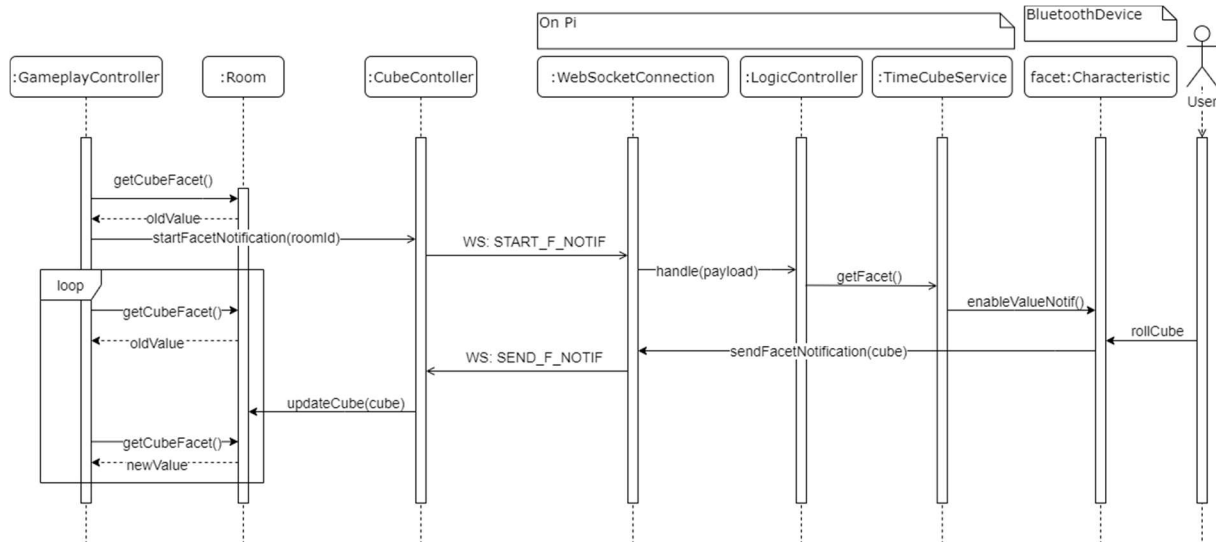 On Pi
BluetoothDevice
:GameplayController
:Room
:CubeContoller
:WebSocketConnection
:LogicController
:TimeCubeService
facet:Characteristic
User
getCubeFacet()
oldValue
startFacetNotification(roomId)
WS: START_F_NOTIF
handle(payload)
getFacet()
loop
getCubeFacet()
enableValueNotif()
rollCube
oldValue
sendFacetNotification(cube)
WS: SEND_F_NOTIF
updateCube(cube)
getCubeFacet()
newValue